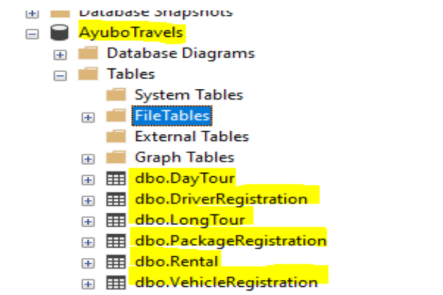 Database Snapshots
AyuboTravels
Database Diagrams
Tables
System Tables
FileTables
External Tables
Graph Tables
dbo.DayTour
dbo.DriverRegistration
dbo.LongTour
dbo.PackageRegistration
dbo.Rental
dbo.VehicleRegistration